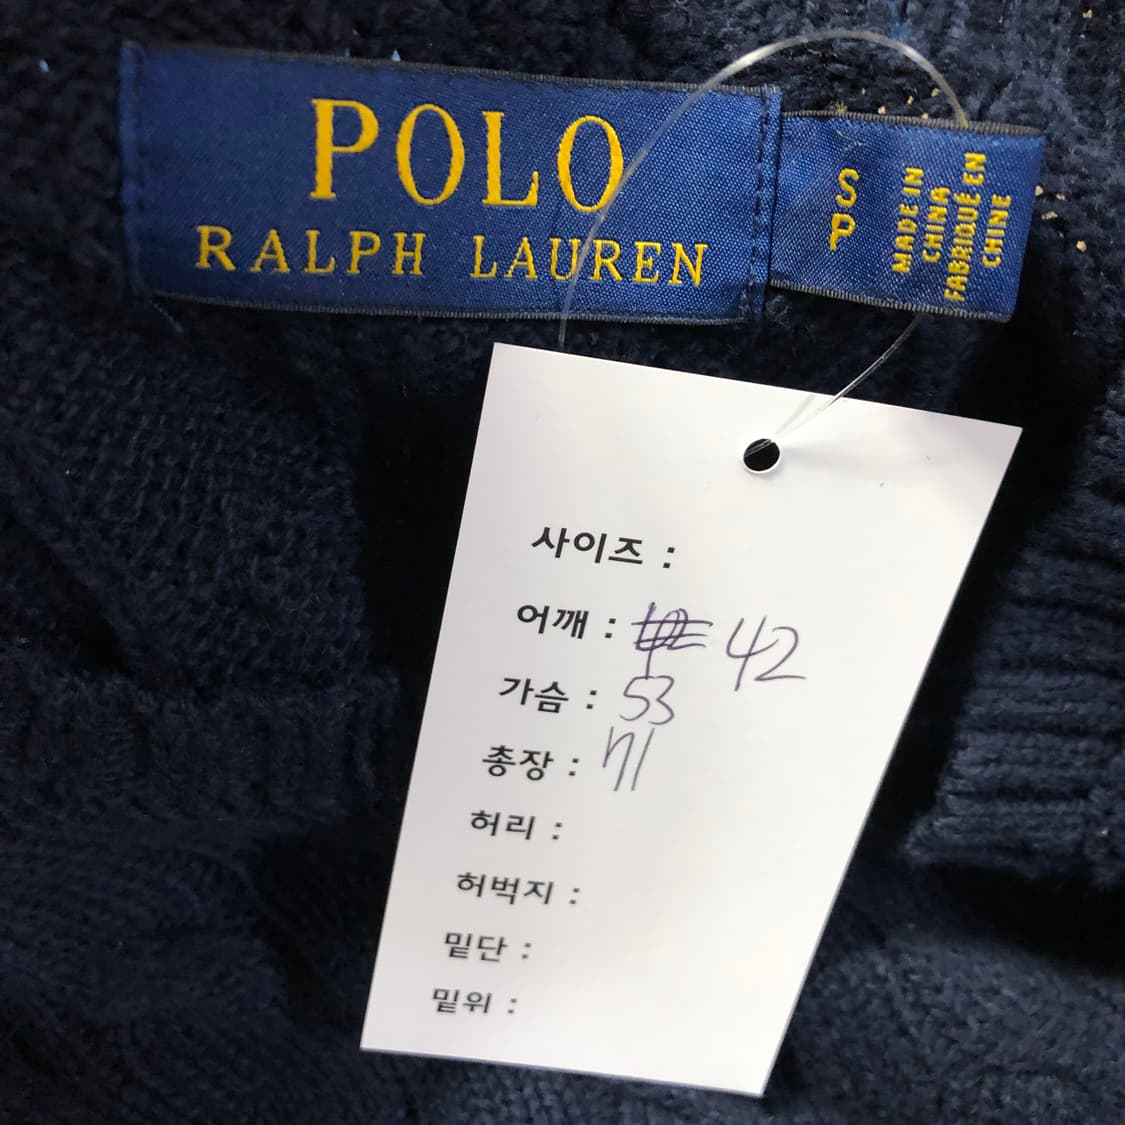 POLO
RALPH LAUREN
S
P
MADE IN
CHINA
FABRIQUÉ EN
CHINE
사이즈 :
어깨 : 42
가슴 : 53
총장 : 71
허리 :
허벅지 :
밑단 :
밑위 :